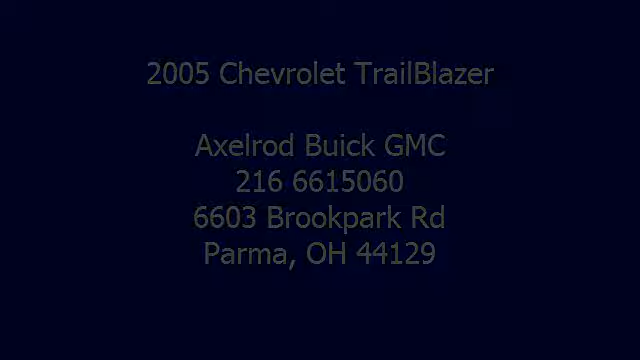 2005 Chevrolet TrailBlazer
Axelrod Buick GMC
216 6615060
6603 Brookpark Rd
Parma, OH 44129